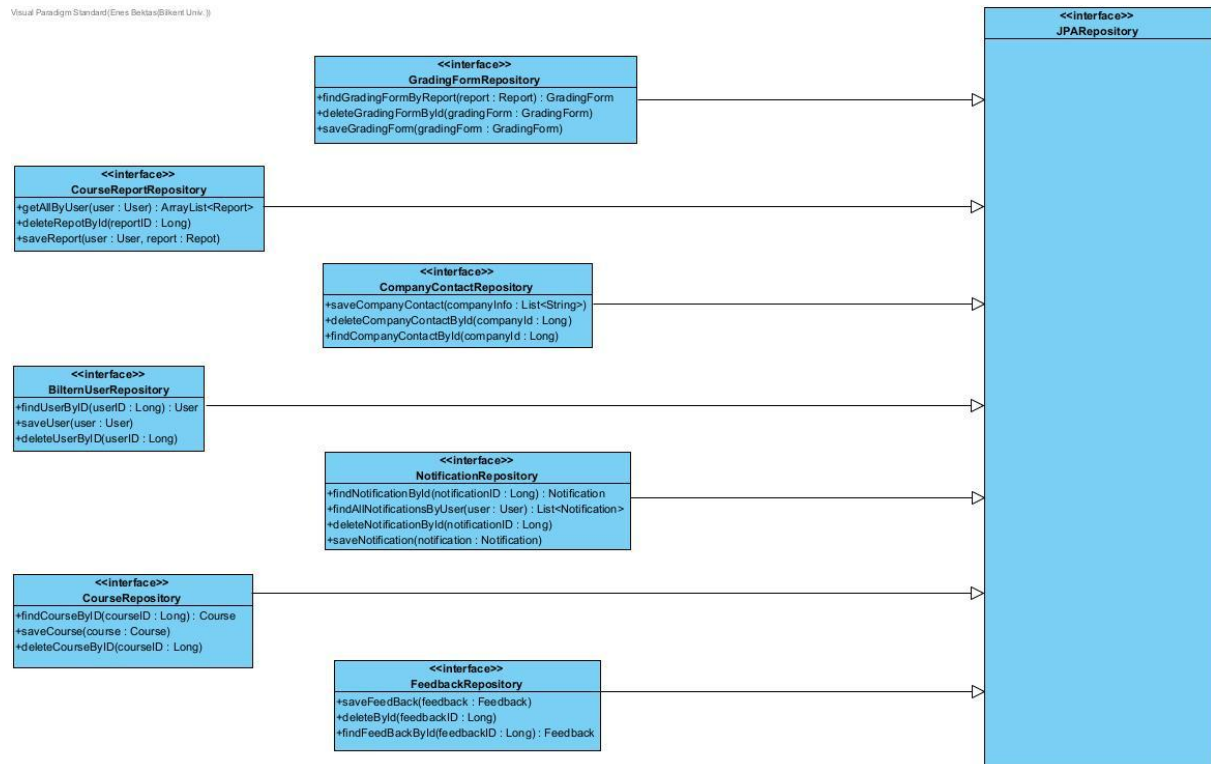 Visual Paradigm Standard(Enes Bektas(Bilkent Univ.))
<<interface>>
JPARepository
<<interface>>
GradingFormRepository
+findGradingFormByReport(report : Report) : GradingForm
+deleteGradingFormById(gradingForm : GradingForm)
+saveGradingForm(gradingForm : GradingForm)
<<interface>>
CourseReportRepository
+getAllByUser(user : User) : ArrayList<Report>
+deleteRepotById(reportID : Long)
+saveReport(user : User, report : Repot)
<<interface>>
CompanyContactRepository
+saveCompanyContact(companyInfo : List<String>)
+deleteCompanyContactById(companyId : Long)
+findCompanyContactById(companyId : Long)
<<interface>>
BilternUserRepository
+findUserByID(userID : Long) : User
+saveUser(user : User)
+deleteUserByID(userID : Long)
<<interface>>
NotificationRepository
+findNotificationById(notificationID : Long) : Notification
+findAllNotificationsByUser(user : User) : List<Notification>
+deleteNotificationById(notificationID : Long)
+saveNotification(notification : Notification)
<<interface>>
CourseRepository
+findCourseByID(courseID : Long) : Course
+saveCourse(course : Course)
+deleteCourseByID(courseID : Long)
<<interface>>
FeedbackRepository
+saveFeedBack(feedback : Feedback)
+deleteById(feedbackID : Long)
+findFeedBackById(feedbackID : Long) : Feedback